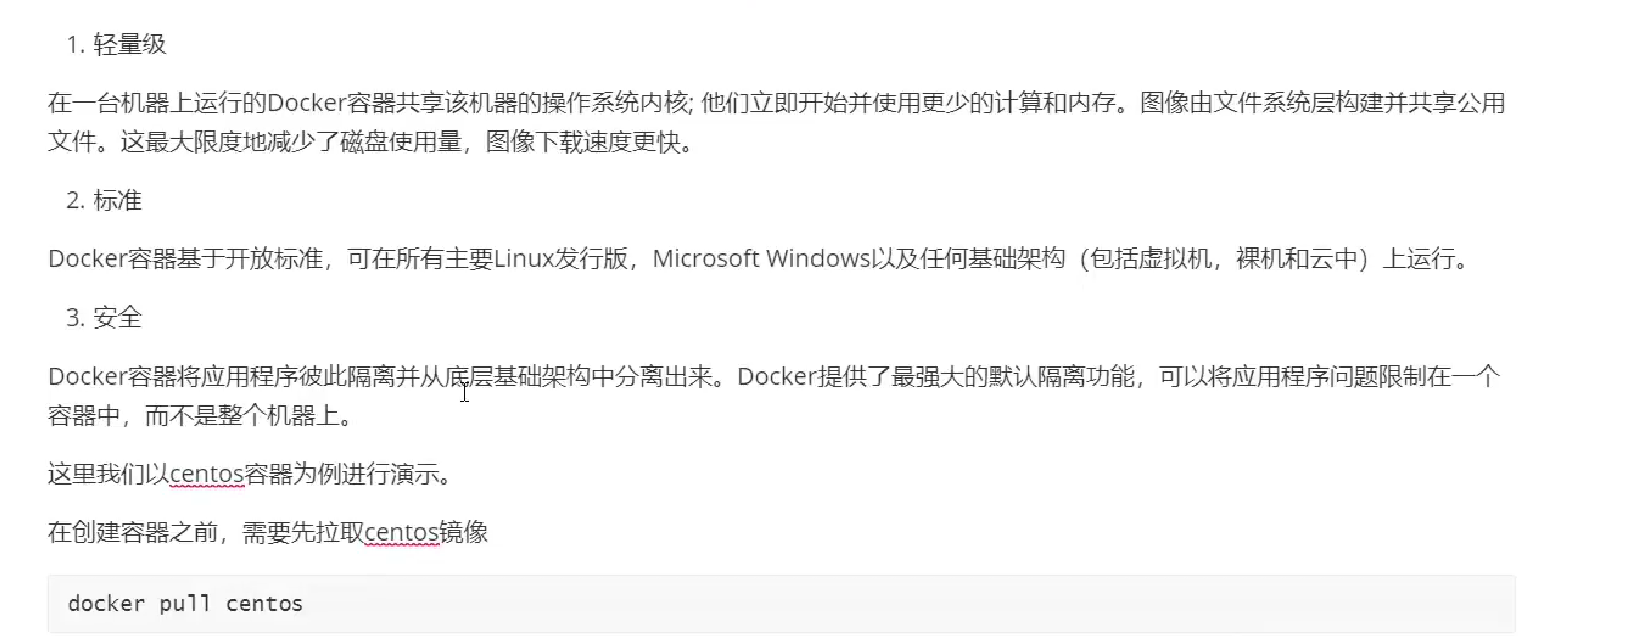 1. 轻量级
在一台机器上运行的Docker容器共享该机器的操作系统内核; 他们立即开始并使用更少的计算和内存。图像由文件系统层构建并共享公用
文件。这最大限度地减少了磁盘使用量，图像下载速度更快。
2. 标准
Docker容器基于开放标准，可在所有主要Linux发行版，Microsoft Windows以及任何基础架构（包括虚拟机，裸机和云中）上运行。
3. 安全
Docker容器将应用程序彼此隔离并从底层基础架构中分离出来。Docker提供了最强大的默认隔离功能，可以将应用程序问题限制在一个
容器中，而不是整个机器上。
这里我们以centos容器为例进行演示。
在创建容器之前，需要先拉取centos镜像
docker pull centos